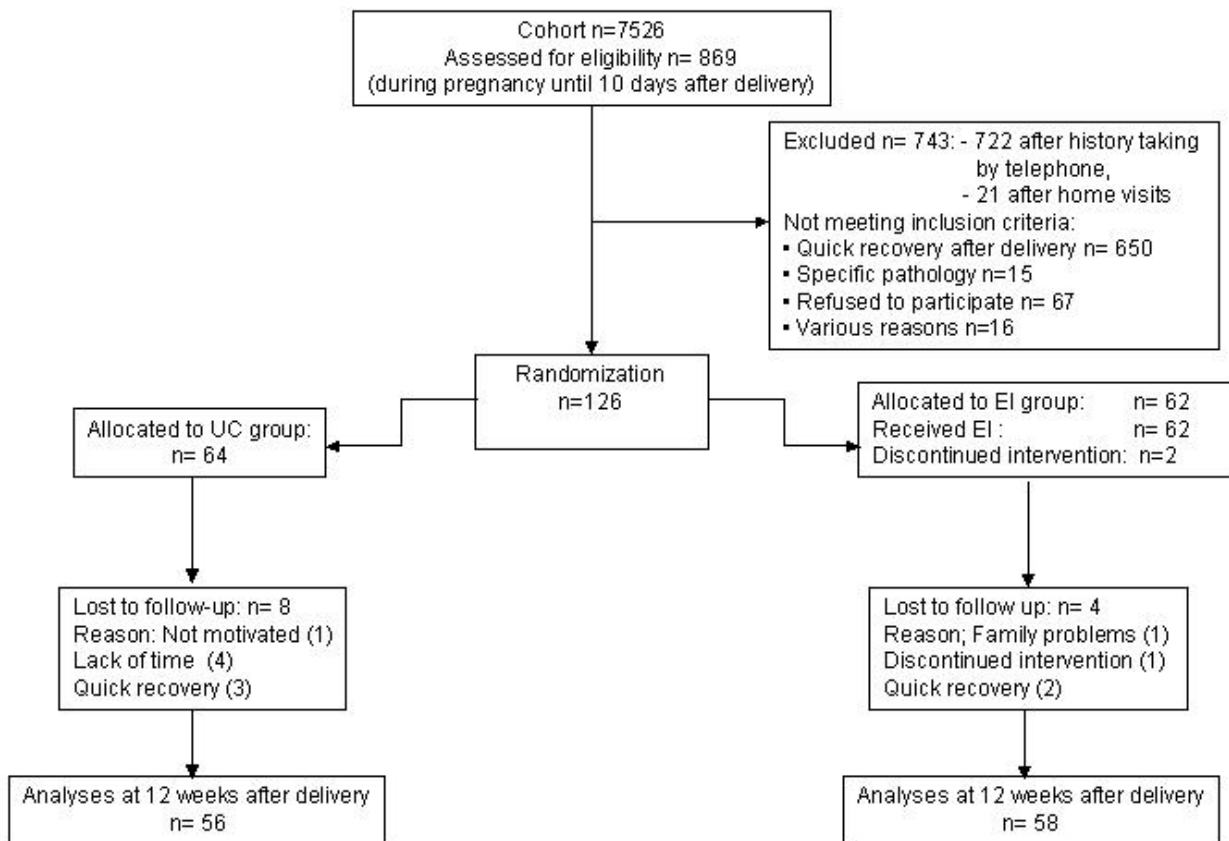 Cohort n=7526
Assessed for eligibility n= 869
(during pregnancy until 10 days after delivery)
Excluded n= 743: - 722 after history taking
by telephone,
- 21 after home visits
Not meeting inclusion criteria:
▪ Quick recovery after delivery n= 650
▪ Specific pathology n=15
▪ Refused to participate n= 67
▪ Various reasons n=16
Randomization
n=126
Allocated to UC group:
n= 64
Allocated to EI group: n= 62
Received EI : n= 62
Discontinued intervention: n=2
Lost to follow-up: n= 8
Reason: Not motivated (1)
Lack of time (4)
Quick recovery (3)
Lost to follow up: n= 4
Reason; Family problems (1)
Discontinued intervention (1)
Quick recovery (2)
Analyses at 12 weeks after delivery
n= 56
Analyses at 12 weeks after delivery
n= 58